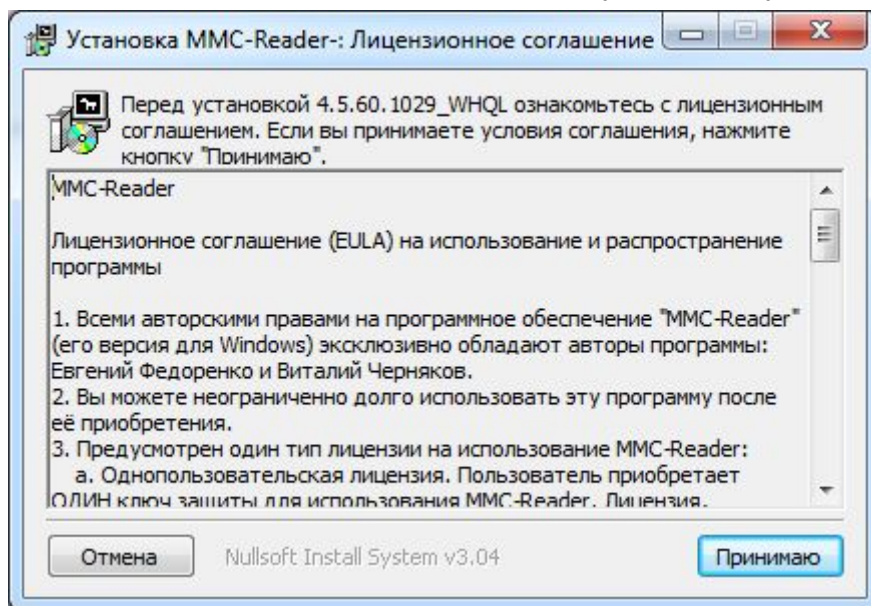 Установка MMC-Reader-: Лицензионное соглашение
Перед установкой 4.5.60.1029_WHQL ознакомьтесь с лицензионным
соглашением. Если вы принимаете условия соглашения, нажмите
кнопку "Принимаю".
MMC-Reader
Лицензионное соглашение (EULA) на использование и распространение
программы
1. Всеми авторскими правами на программное обеспечение "MMC-Reader"
(его версия для Windows) эксклюзивно обладают авторы программы:
Евгений Федоренко и Виталий Черняков.
2. Вы можете неограниченно долго использовать эту программу после
её приобретения.
3. Предусмотрен один тип лицензии на использование MMC-Reader:
a. Однопользовательская лицензия. Пользователь приобретает
ОДИН ключ защиты для использования MMC-Reader. Лицензия,
Отмена
Nullsoft Install System v3.04
Принимаю